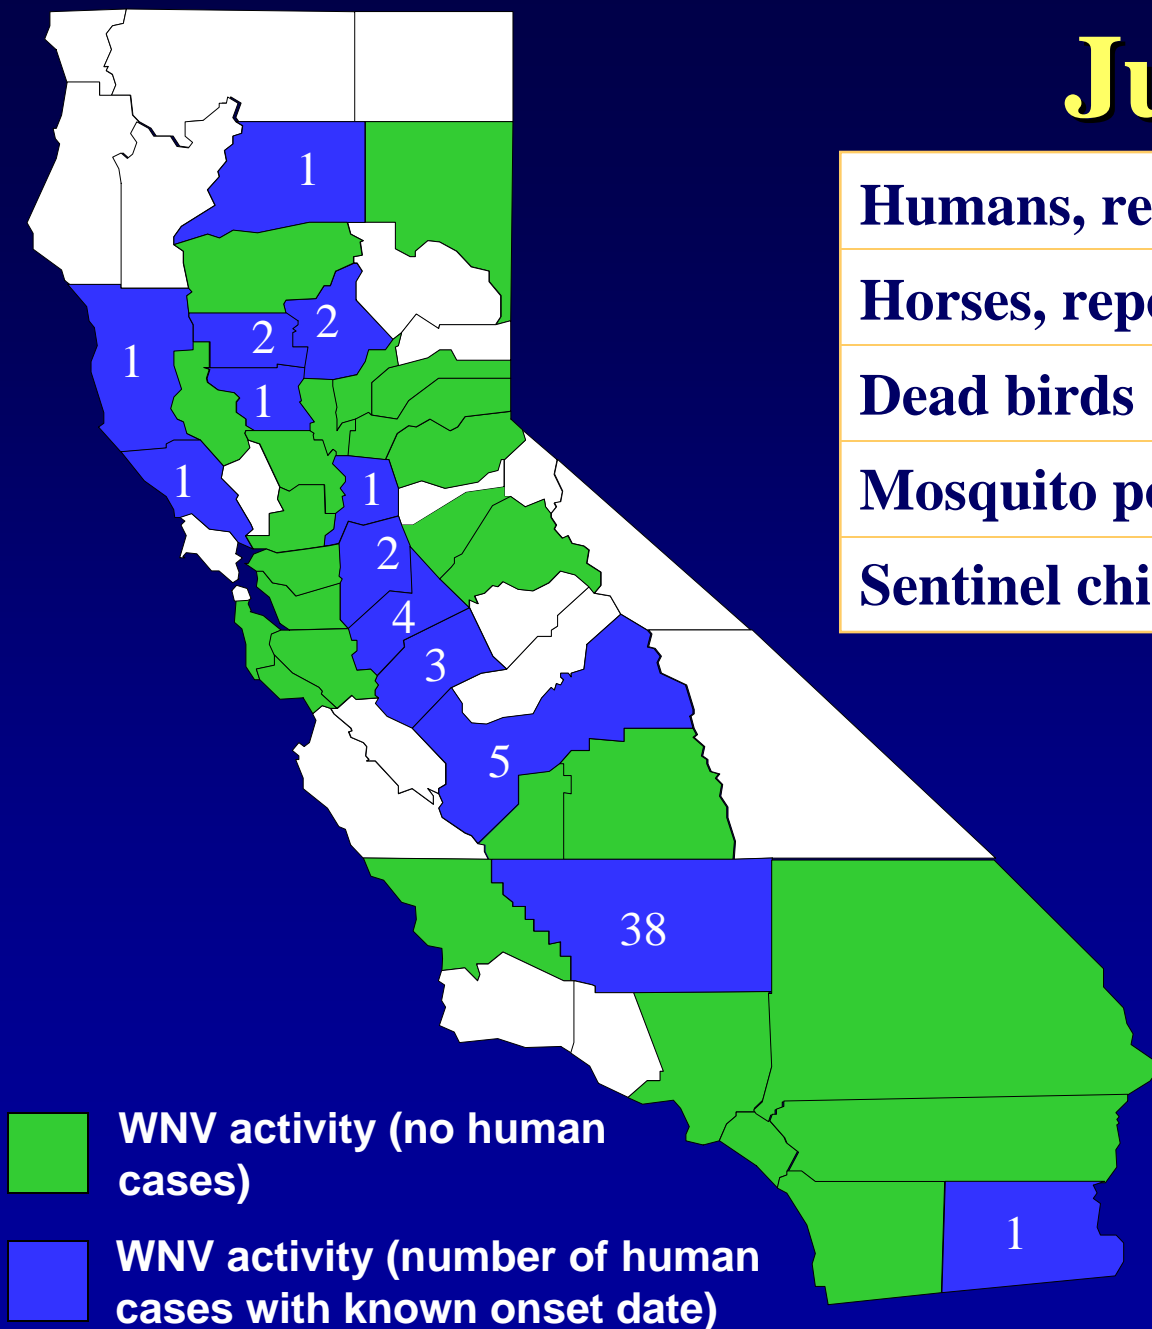 Ju
Humans, re
Horses, rep
Dead birds
Mosquito p
Sentinel chi
1
2
2
1
1
1
1
2
4
3
5
38
1
WNV activity (no human
cases)
WNV activity (number of human
cases with known onset date)